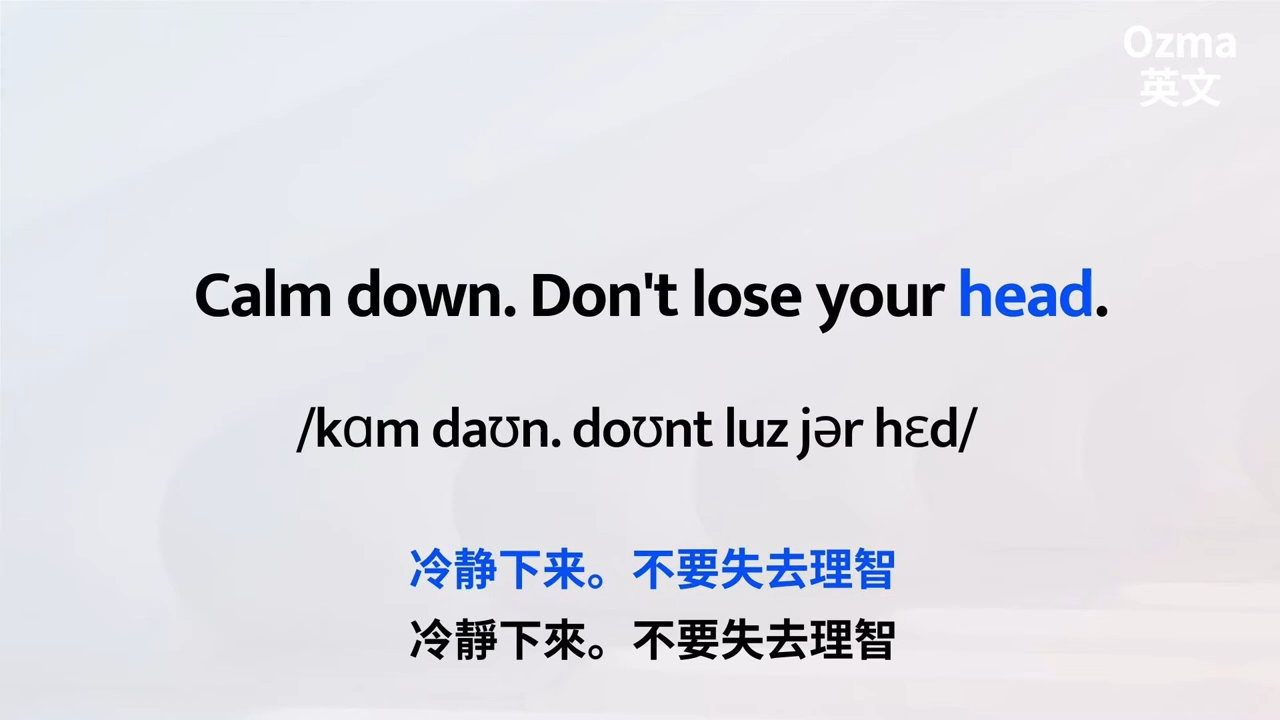 Ozma
英文
Calm down. Don't lose your head.
/kɑm daʊn. doʊnt luz jər hɛd/
冷静下来。不要失去理智
冷靜下來。不要失去理智